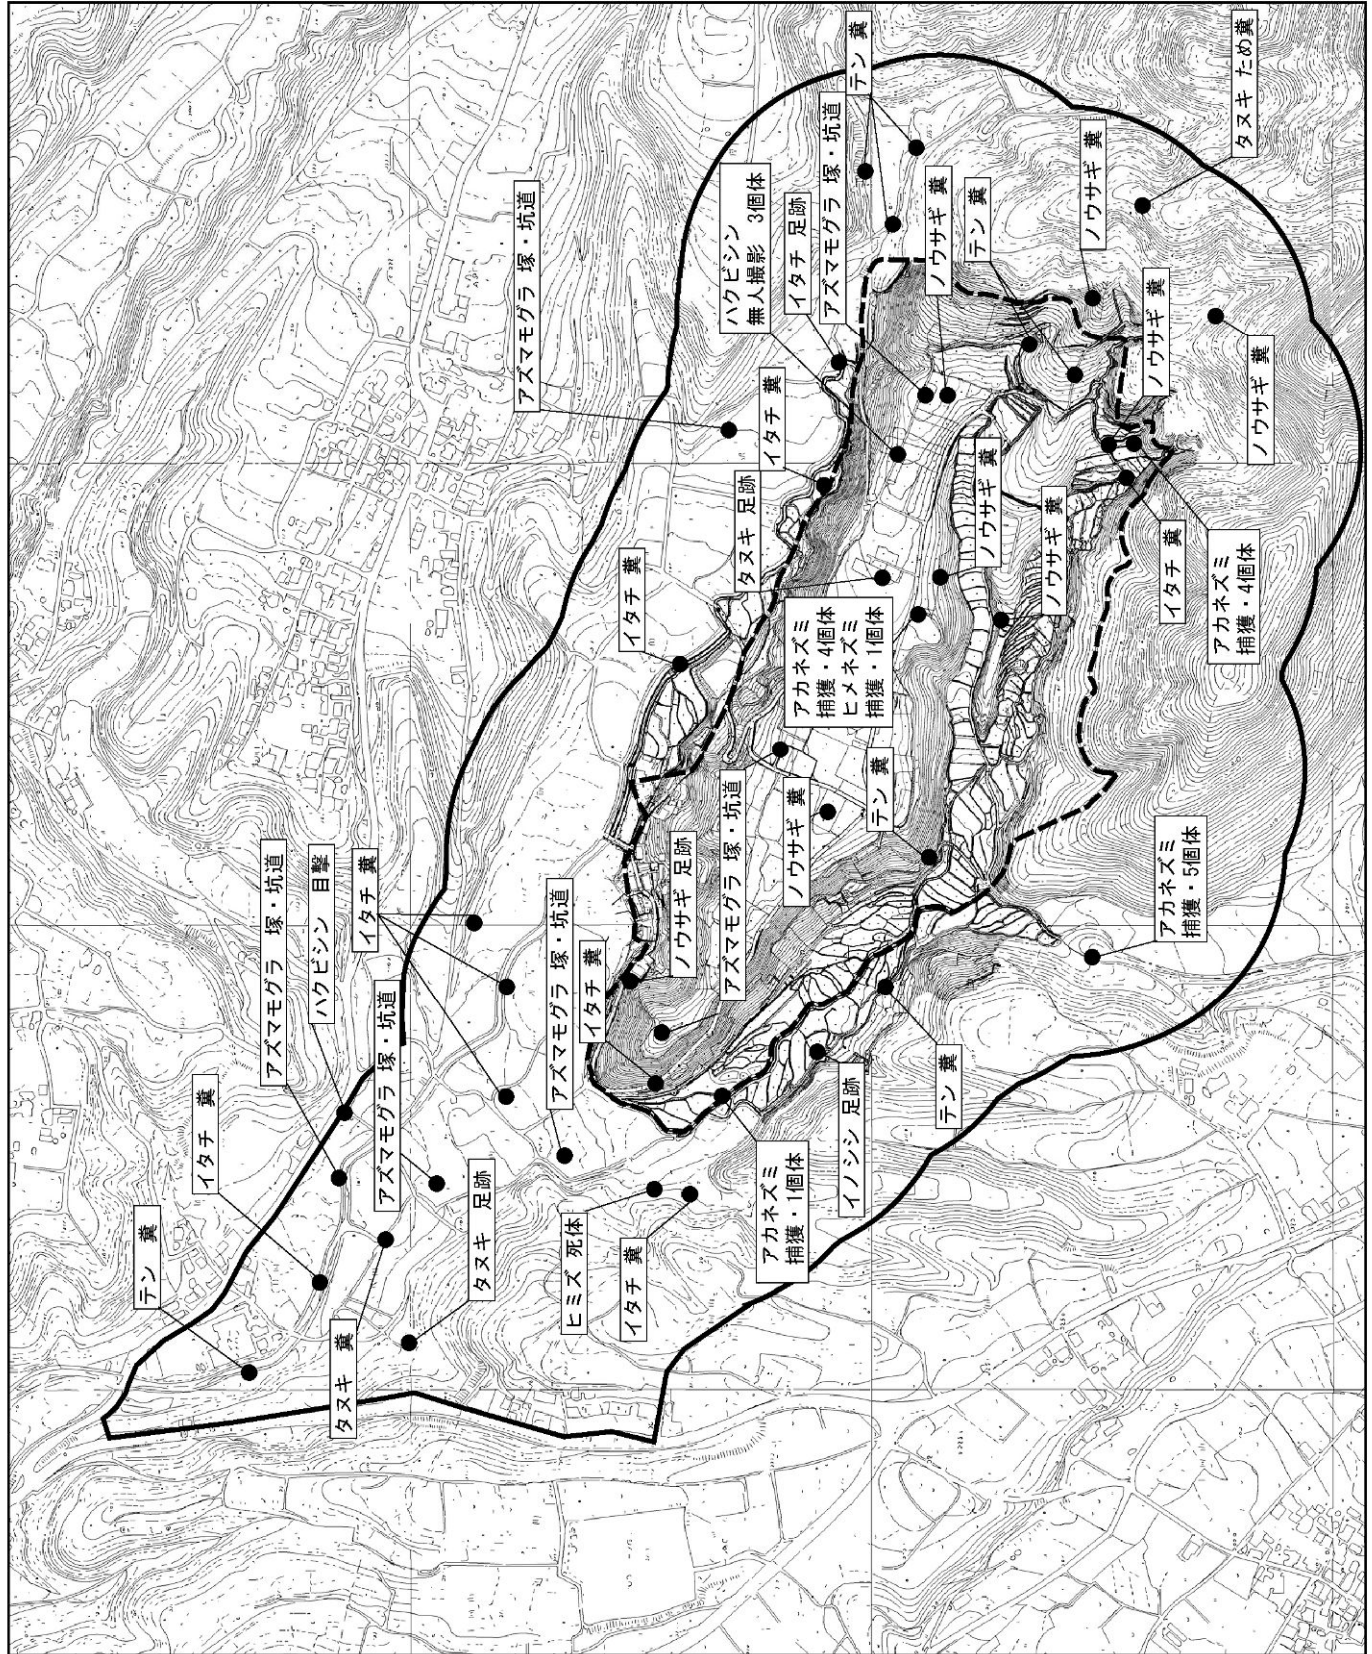 テン 糞
イタチ 糞
アズマモグラ 塚・坑道
ハクビシン 目撃
タヌキ 糞
イタチ 糞
アズマモグラ 塚・坑道
タヌキ 足跡
アズマモグラ 塚・坑道
アズマモグラ 塚・坑道
ヒミズ 死体
イタチ 糞
イタチ 糞
イタチ 糞
ノウサギ 足跡
アズマモグラ 塚・坑道
ハクビシン
無人撮影 3個体
タヌキ 足跡
イタチ 糞
アカネズミ
捕獲・1個体
ノウサギ 糞
アカネズミ
捕獲・4個体
ヒメネズミ
捕獲・1個体
イタチ 足跡
アズマモグラ 塚・坑道
イノシシ 足跡
テン 糞
テン 糞
ノウサギ 糞
テン 糞
テン 糞
ノウサギ 糞
ノウサギ 糞
ノウサギ 糞
ノウサギ 糞
イタチ 糞
アカネズミ
捕獲・5個体
アカネズミ
捕獲・4個体
タヌキ ため糞
ノウサギ 糞